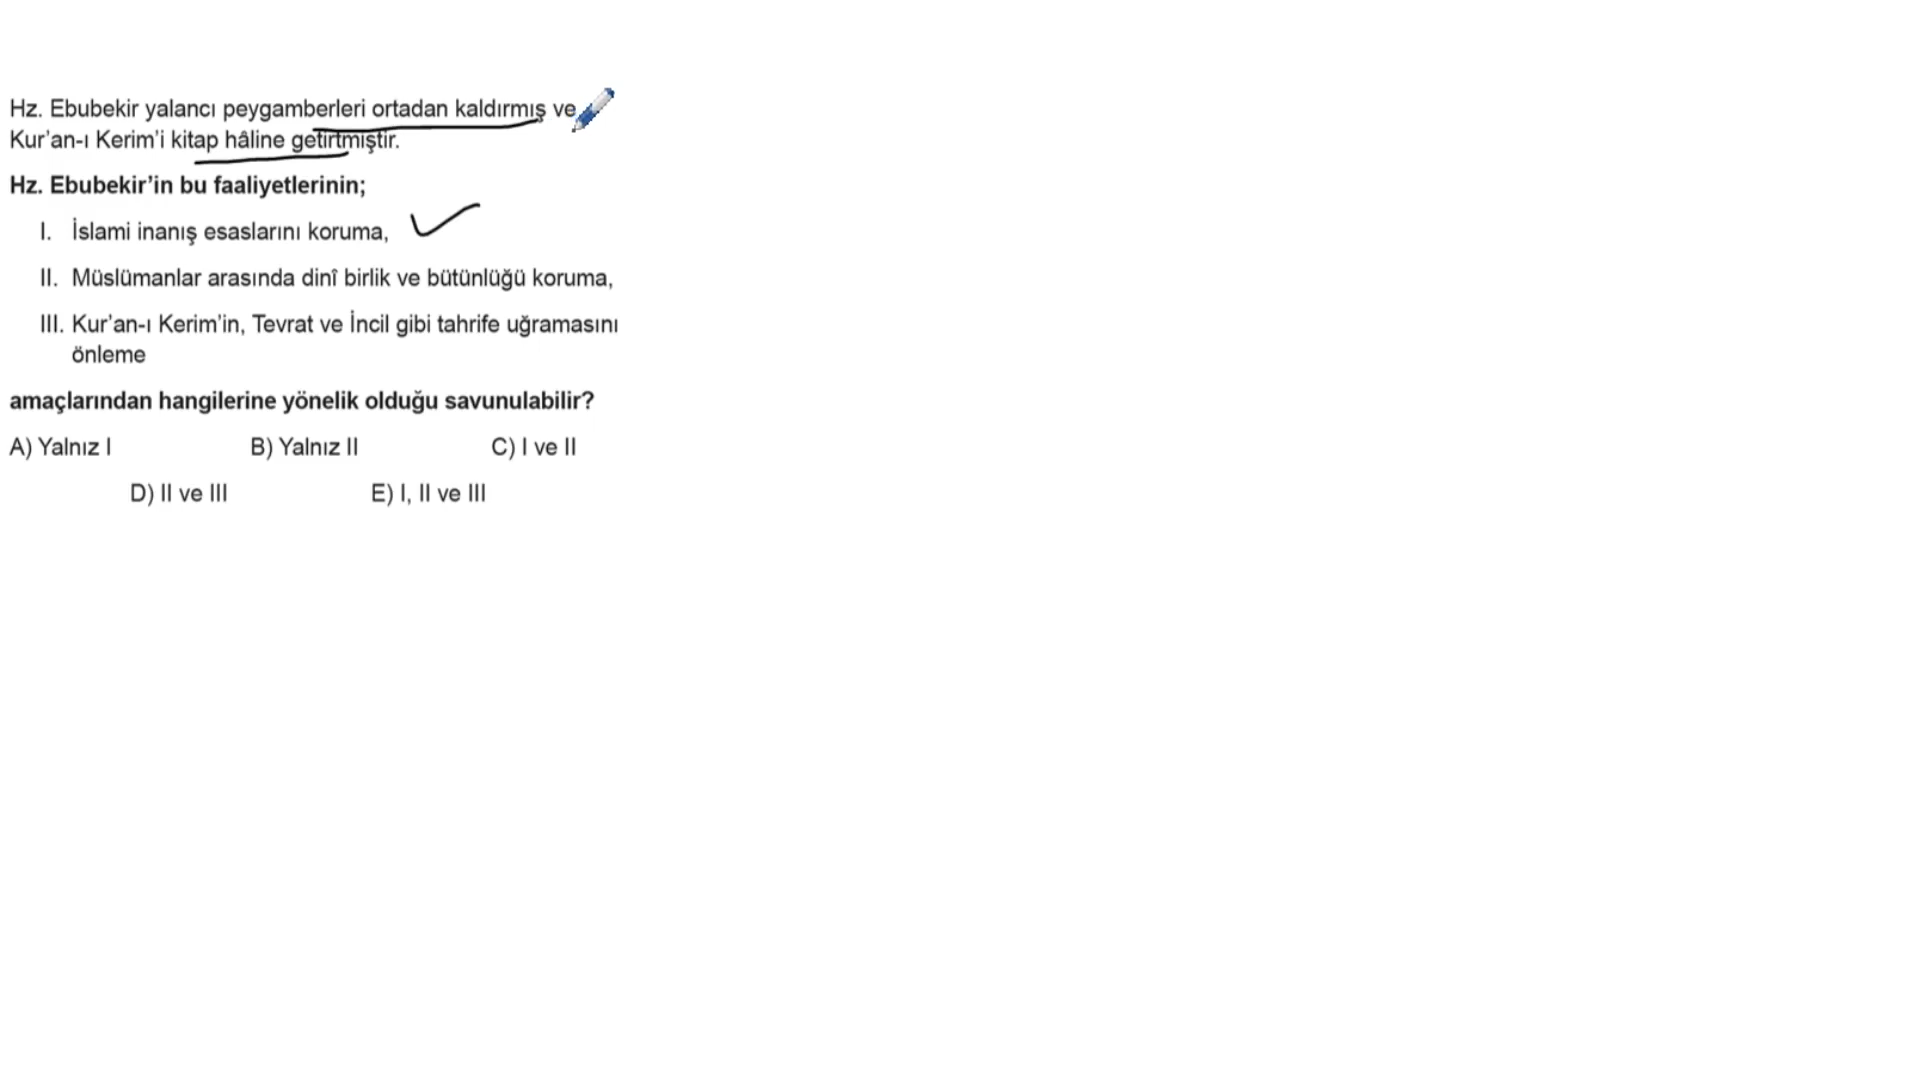 Hz. Ebubekir yalancı peygamberleri ortadan kaldırmış ve
Kur'an-ı Kerim'i kitap hâline getirtmiştir.
Hz. Ebubekir'in bu faaliyetlerinin;
I. İslami inanış esaslarını koruma,
II. Müslümanlar arasında dinî birlik ve bütünlüğü koruma,
III. Kur'an-ı Kerim'in, Tevrat ve İncil gibi tahrife uğramasını
önleme
amaçlarından hangilerine yönelik olduğu savunulabilir?
A) Yalnız I B) Yalnız II C) I ve II
D) II ve III E) I, II ve III